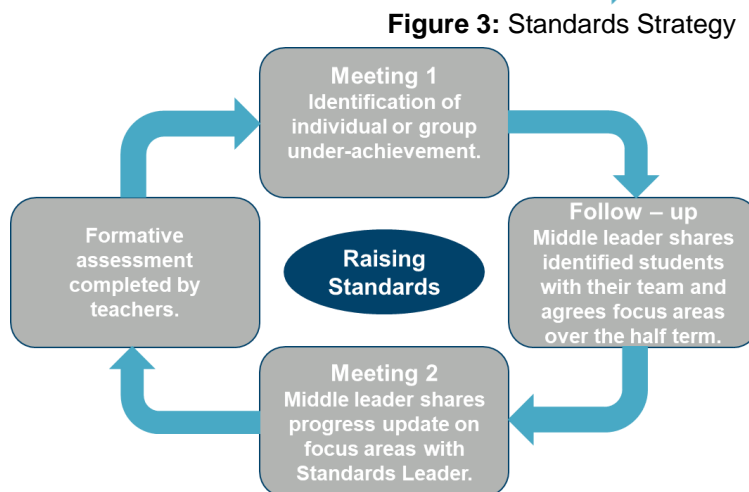 Figure 3: Standards Strategy
Meeting 1
Identification of
individual or group
under-achievement.
Follow – up
Middle leader shares
identified students
with their team and
agrees focus areas
over the half term.
Formative
assessment
completed by
teachers.
Raising
Standards
Meeting 2
Middle leader shares
progress update on
focus areas with
Standards Leader.